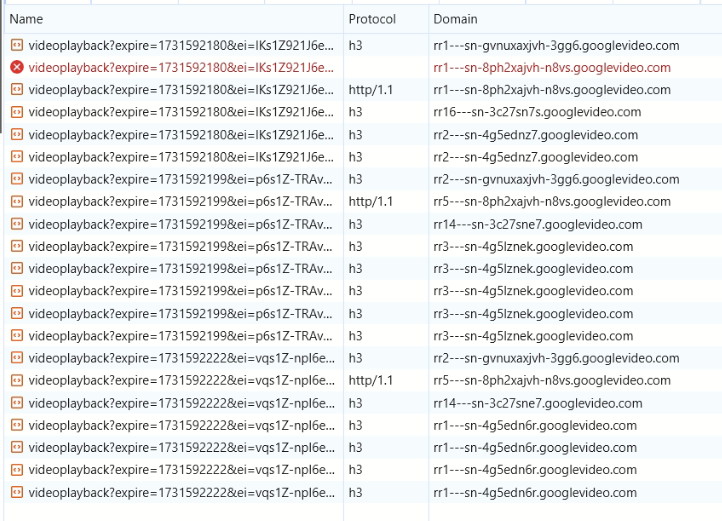 Name Protocol Domain
videoplayback?expire=1731592180&ei=IKs1Z921J6e... h3 rr1---sn-gvnuxaxjvh-3gg6.googlevideo.com
videoplayback?expire=1731592180&ei=IKs1Z921J6e... rr1---sn-8ph2xajvh-n8vs.googlevideo.com
videoplayback?expire=1731592180&ei=IKs1Z921J6e... http/1.1 rr1---sn-8ph2xajvh-n8vs.googlevideo.com
videoplayback?expire=1731592180&ei=IKs1Z921J6e... h3 rr16---sn-3c27sn7s.googlevideo.com
videoplayback?expire=1731592180&ei=IKs1Z921J6e... h3 rr2---sn-4g5ednz7.googlevideo.com
videoplayback?expire=1731592180&ei=IKs1Z921J6e... h3 rr2---sn-4g5ednz7.googlevideo.com
videoplayback?expire=1731592199&ei=p6s1Z-TRAv... h3 rr2---sn-gvnuxaxjvh-3gg6.googlevideo.com
videoplayback?expire=1731592199&ei=p6s1Z-TRAv... http/1.1 rr5---sn-8ph2xajvh-n8vs.googlevideo.com
videoplayback?expire=1731592199&ei=p6s1Z-TRAv... h3 rr14---sn-3c27sne7.googlevideo.com
videoplayback?expire=1731592199&ei=p6s1Z-TRAv... h3 rr3---sn-4g5lznek.googlevideo.com
videoplayback?expire=1731592199&ei=p6s1Z-TRAv... h3 rr3---sn-4g5lznek.googlevideo.com
videoplayback?expire=1731592199&ei=p6s1Z-TRAv... h3 rr3---sn-4g5lznek.googlevideo.com
videoplayback?expire=1731592199&ei=p6s1Z-TRAv... h3 rr3---sn-4g5lznek.googlevideo.com
videoplayback?expire=1731592199&ei=p6s1Z-TRAv... h3 rr3---sn-4g5lznek.googlevideo.com
videoplayback?expire=1731592222&ei=vqs1Z-npI6e... h3 rr2---sn-gvnuxaxjvh-3gg6.googlevideo.com
videoplayback?expire=1731592222&ei=vqs1Z-npI6e... http/1.1 rr5---sn-8ph2xajvh-n8vs.googlevideo.com
videoplayback?expire=1731592222&ei=vqs1Z-npI6e... h3 rr14---sn-3c27sne7.googlevideo.com
videoplayback?expire=1731592222&ei=vqs1Z-npI6e... h3 rr1---sn-4g5edn6r.googlevideo.com
videoplayback?expire=1731592222&ei=vqs1Z-npI6e... h3 rr1---sn-4g5edn6r.googlevideo.com
videoplayback?expire=1731592222&ei=vqs1Z-npI6e... h3 rr1---sn-4g5edn6r.googlevideo.com
videoplayback?expire=1731592222&ei=vqs1Z-npI6e... h3 rr1---sn-4g5edn6r.googlevideo.com